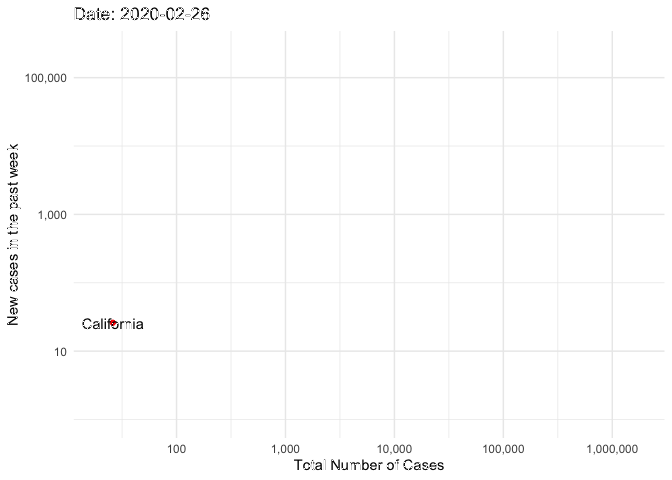 Date: 2020-02-26
100,000
1,000
10
New cases in the past week
California
100
1,000
10,000
100,000
1,000,000
Total Number of Cases